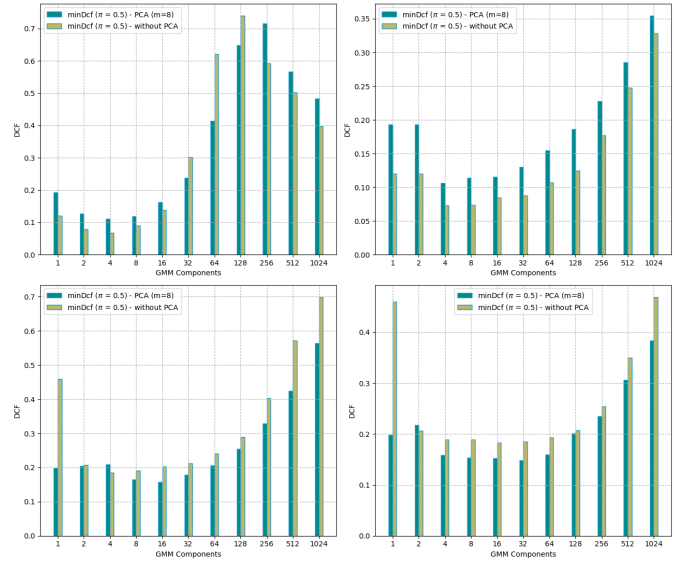 minDcf (π = 0.5) - PCA (m=8)
minDcf (π = 0.5) - without PCA
DCF
0.7
0.6
0.5
0.4
0.3
0.2
0.1
0.0
1 2 4 8 16 32 64 128 256 512 1024
GMM Components
minDcf (π = 0.5) - PCA (m=8)
minDcf (π = 0.5) - without PCA
DCF
0.35
0.30
0.25
0.20
0.15
0.10
0.05
0.00
1 2 4 8 16 32 64 128 256 512 1024
GMM Components
minDcf (π = 0.5) - PCA (m=8)
minDcf (π = 0.5) - without PCA
DCF
0.7
0.6
0.5
0.4
0.3
0.2
0.1
0.0
1 2 4 8 16 32 64 128 256 512 1024
GMM Components
minDcf (π = 0.5) - PCA (m=8)
minDcf (π = 0.5) - without PCA
DCF
0.4
0.3
0.2
0.1
0.0
1 2 4 8 16 32 64 128 256 512 1024
GMM Components